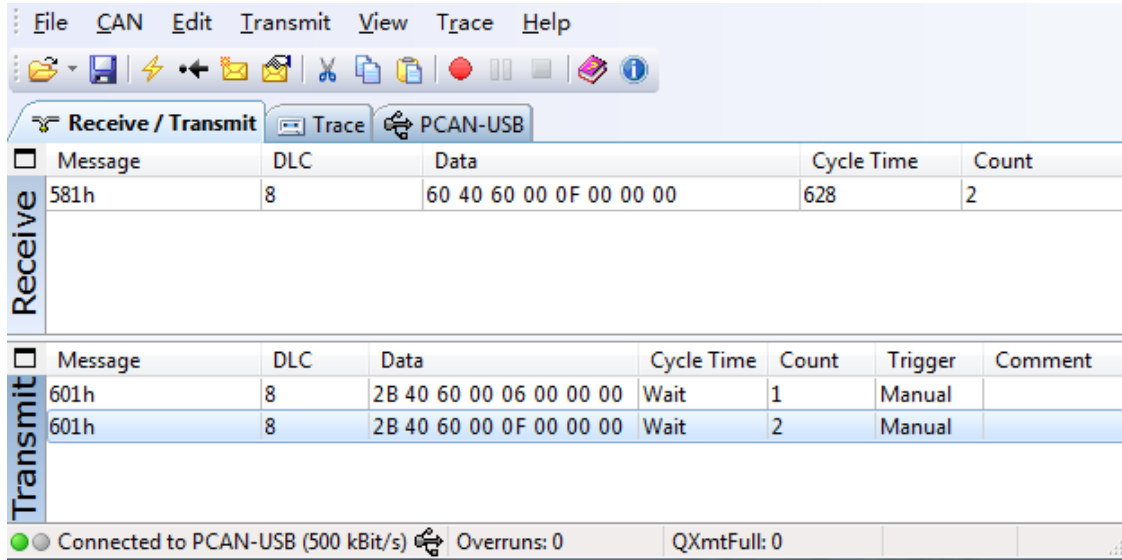 File CAN Edit Transmit View Trace Help
Receive / Transmit Trace PCAN-USB
Message DLC Data Cycle Time Count
581h 8 60 40 60 00 0F 00 00 00 628 2
Receive
Message DLC Data Cycle Time Count Trigger Comment
601h 8 2B 40 60 00 06 00 00 00 Wait 1 Manual
601h 8 2B 40 60 00 0F 00 00 00 Wait 2 Manual
Transmit
Connected to PCAN-USB (500 kBit/s) Overruns: 0 QXmtFull: 0